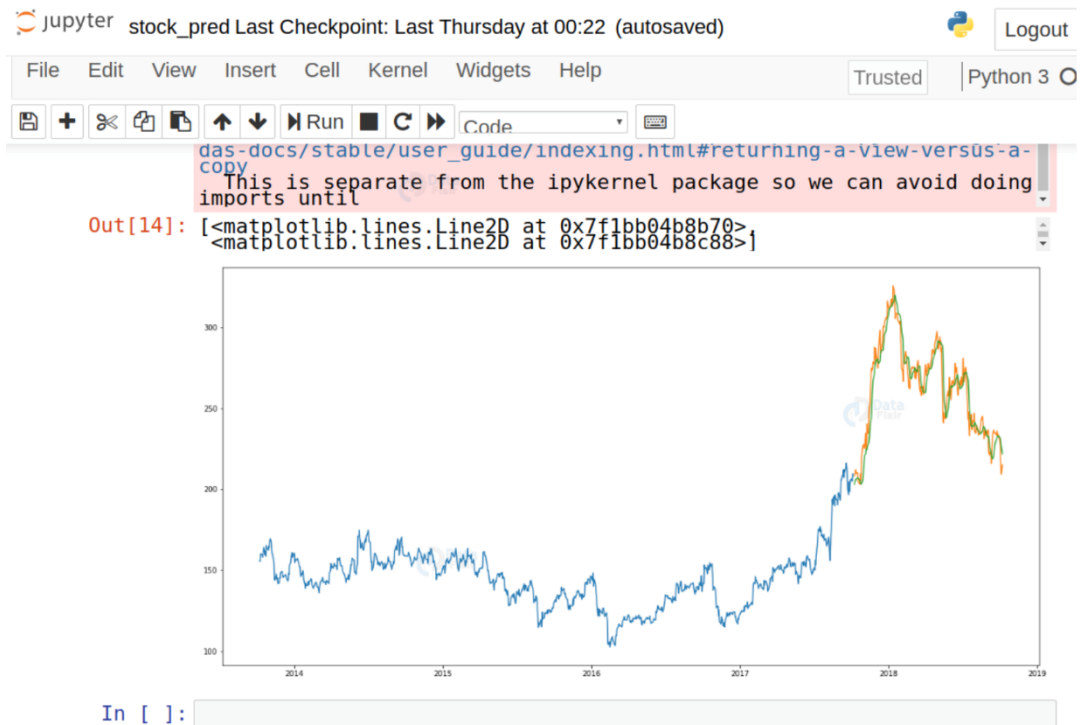 jupyter stock_pred Last Checkpoint: Last Thursday at 00:22 (autosaved)
Logout
File Edit View Insert Cell Kernel Widgets Help
Trusted
Python 3
Run
Code
das-docs/stable/user_guide/indexing.html#returning-a-view-versus-a-
copy
This is separate from the ipykernel package so we can avoid doing
imports until
Out[14]: [<matplotlib.lines.Line2D at 0x7f1bb04b8b70>,
<matplotlib.lines.Line2D at 0x7f1bb04b8c88>]
300
250
Data
Flair
200
150
100
2014 2015 2016 2017 2018 2019
In [ ]: